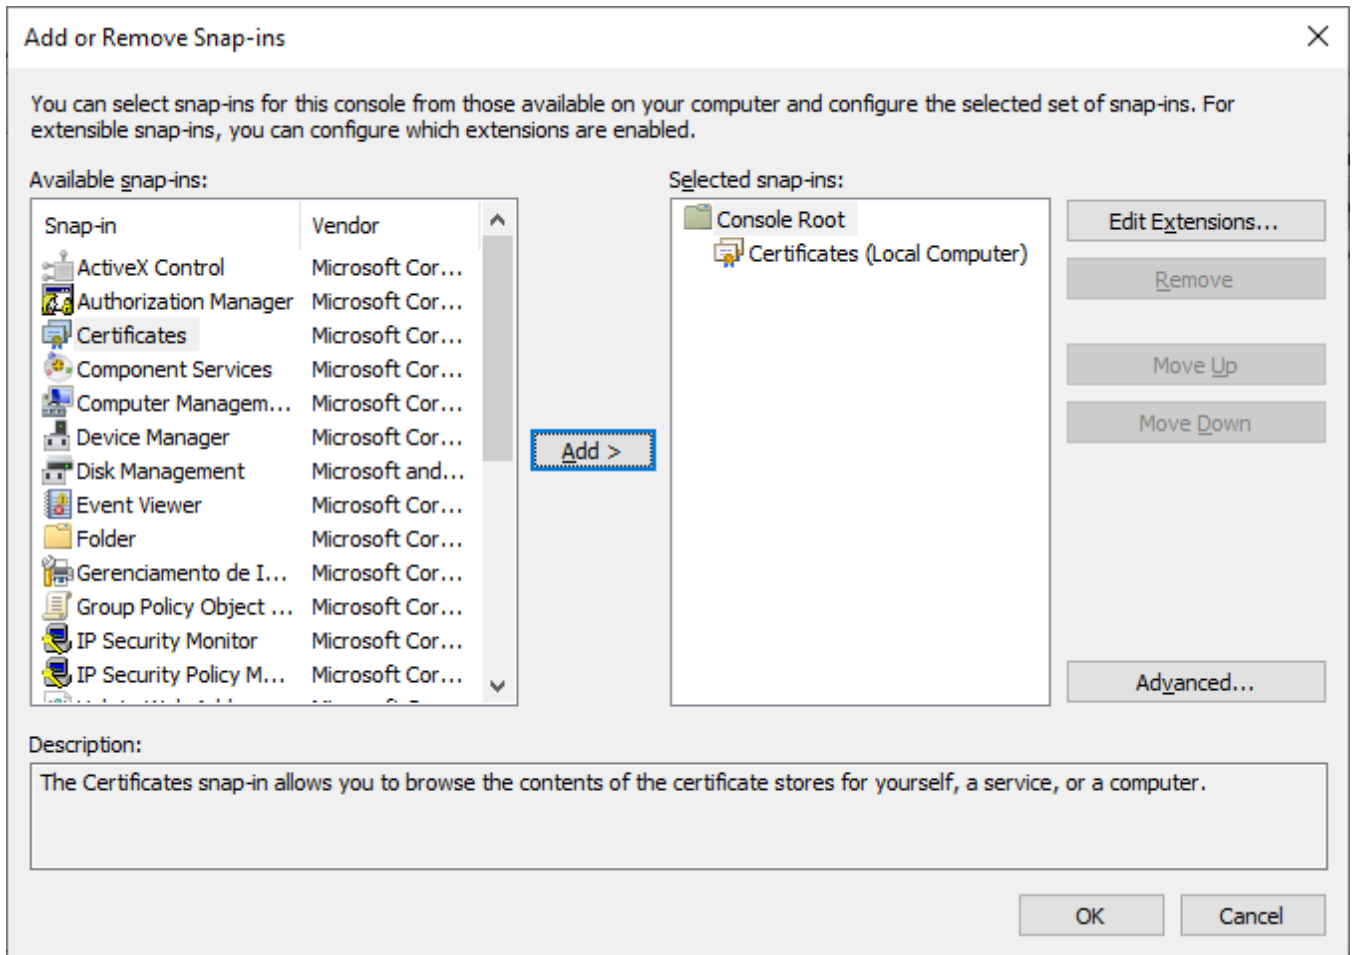 Add or Remove Snap-ins
You can select snap-ins for this console from those available on your computer and configure the selected set of snap-ins. For
extensible snap-ins, you can configure which extensions are enabled.
Available snap-ins:
Snap-in Vendor
ActiveX Control Microsoft Cor...
Authorization Manager Microsoft Cor...
Certificates Microsoft Cor...
Component Services Microsoft Cor...
Computer Managem... Microsoft Cor...
Device Manager Microsoft Cor...
Disk Management Microsoft and...
Event Viewer Microsoft Cor...
Folder Microsoft Cor...
Gerenciamento de I... Microsoft Cor...
Group Policy Object ... Microsoft Cor...
IP Security Monitor Microsoft Cor...
IP Security Policy M... Microsoft Cor...
Add >
Selected snap-ins:
Console Root
Certificates (Local Computer)
Edit Extensions...
Remove
Move Up
Move Down
Advanced...
Description:
The Certificates snap-in allows you to browse the contents of the certificate stores for yourself, a service, or a computer.
OK
Cancel